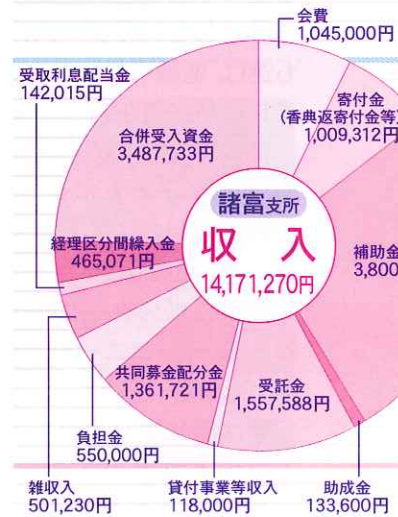 会費
1,045,000円
寄付金
(香典返寄付金等)
1,009,312円
補助金
3,800
助成金
133,600円
受託金
1,557,588円
貸付事業等収入
118,000円
共同募金配分金
1,361,721円
負担金
550,000円
雑収入
501,230円
受取利息配当金
142,015円
経理区分間繰入金
465,071円
合併受入資金
3,487,733円
諸富支所
収 入
14,171,270円